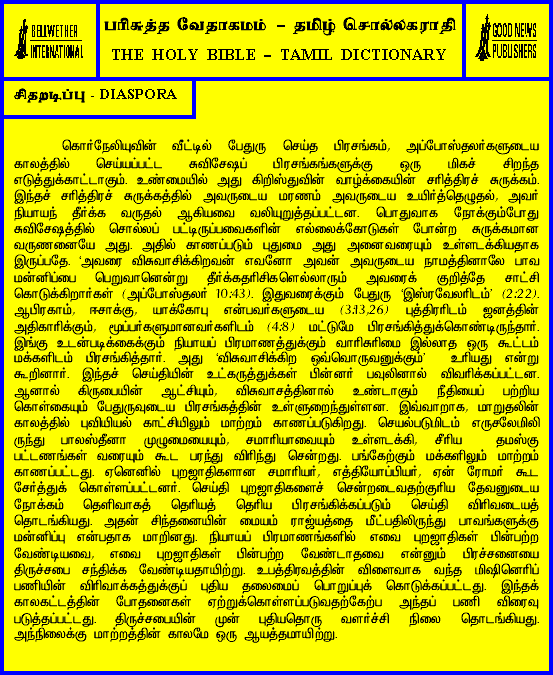 BELLWETHER
INTERNATIONAL
பரிசுத்த வேதாகமம் – தமிழ் சொல்லகராதி
THE HOLY BIBLE – TAMIL DICTIONARY
GOOD NEWS
PUBLISHERS
சிதறடிப்பு - DIASPORA
கொர்நேலியுவின் வீட்டில் பேதுரு செய்த பிரசங்கம், அப்போஸ்தலர்களுடைய
காலத்தில் செய்யப்பட்ட சுவிசேஷப் பிரசங்கங்களுக்கு ஒரு மிகச் சிறந்த
எடுத்துக்காட்டாகும். உண்மையில் அது கிறிஸ்துவின் வாழ்க்கையின் சரித்திரச் சுருக்கம்.
இந்தச் சரித்திரச் சுருக்கத்தில் அவருடைய மரணம் அவருடைய உயிர்த்தெழுதல், அவர்
நியாயந் தீர்க்க வருதல் ஆகியவை வலியுறுத்தப்பட்டன. பொதுவாக நோக்கும்போது
சுவிசேஷத்தில் சொல்லப் பட்டிருப்பவைகளின் எல்லைக்கோடுகள் போன்ற சுருக்கமான
வருணனையே அது. அதில் காணப்படும் புதுமை அது அனைவரையும் உள்ளடக்கியதாக
இருப்பதே. 'அவரை விசுவாசிக்கிறவன் எவனோ அவன் அவருடைய நாமத்தினாலே பாவ
மன்னிப்பை பெறுவானென்று தீர்க்கதரிசிகளெல்லாரும் அவரைக் குறித்தே சாட்சி
கொடுக்கிறார்கள் (அப்போஸ்தலர் 10:43). இதுவரைக்கும் பேதுரு 'இஸ்ரவேலரிடம்' (2:22).
ஆபிரகாம், ஈசாக்கு, யாக்கோபு என்பவர்களுடைய (3:13,26) புத்திரரிடம் ஜனத்தின்
அதிகாரிக்கும், மூப்பர்களுமானவர்களிடம் (4:8) மட்டுமே பிரசங்கித்துக்கொண்டிருந்தார்.
இங்கு உடன்படிக்கைக்கும் நியாயப் பிரமாணத்துக்கும் வாரிசுரிமை இல்லாத ஒரு கூட்டம்
மக்களிடம் பிரசங்கித்தார். அது 'விசுவாசிக்கிற ஒவ்வொருவனுக்கும்' உரியது என்று
கூறினார். இந்தச் செய்தியின் உட்கருத்துக்கள் பின்னர் பவுலினால் விவரிக்கப்பட்டன.
ஆனால் கிருபையின் ஆட்சியும், விசுவாசத்தினால் உண்டாகும் நீதியைப் பற்றிய
கொள்கையும் பேதுருவுடைய பிரசங்கத்தின் உள்ளுறைந்துள்ளன. இவ்வாறாக, மாறுதலின்
காலத்தில் புவியியல் காட்சியிலும் மாற்றம் காணப்படுகிறது. செயல்படுமிடம் எருசலேமிலி
ருந்து பாலஸ்தீனா முழுமையையும், சமாரியாவையும் உள்ளடக்கி, சீரிய தமஸ்கு
பட்டணங்கள் வரையும் கூட பரந்து விரிந்து சென்றது. பங்கேற்கும் மக்களிலும் மாற்றம்
காணப்பட்டது. ஏனெனில் புறஜாதிகளான சமாரியர், எத்தியோப்பியர், ஏன் ரோமர் கூட
சேர்த்துக் கொள்ளப்பட்டனர். செய்தி புறஜாதிகளைச் சென்றடைவதற்குரிய தேவனுடைய
நோக்கம் தெளிவாகத் தெரியத் தெரிய பிரசங்கிக்கப்படும் செய்தி விரிவடையத்
தொடங்கியது. அதன் சிந்தனையின் மையம் ராஜ்யத்தை மீட்பதிலிருந்து பாவங்களுக்கு
மன்னிப்பு என்பதாக மாறினது. நியாயப் பிரமாணங்களில் எவை புறஜாதிகள் பின்பற்ற
வேண்டியவை, எவை புறஜாதிகள் பின்பற்ற வேண்டாதவை என்னும் பிரச்சனையை
திருச்சபை சந்திக்க வேண்டியதாயிற்று. உபத்திரவத்தின் விளைவாக வந்த மிஷினெரிப்
பணியின் விரிவாக்கத்துக்குப் புதிய தலைமைப் பொறுப்புக் கொடுக்கப்பட்டது. இந்தக்
காலகட்டத்தின் போதனைகள் ஏற்றுக்கொள்ளப்படுவதற்கேற்ப அந்தப் பணி விரைவு
படுத்தப்பட்டது. திருச்சபையின் முன் புதியதொரு வளர்ச்சி நிலை தொடங்கியது.
அந்நிலைக்கு மாற்றத்தின் காலமே ஒரு ஆயத்தமாயிற்று.